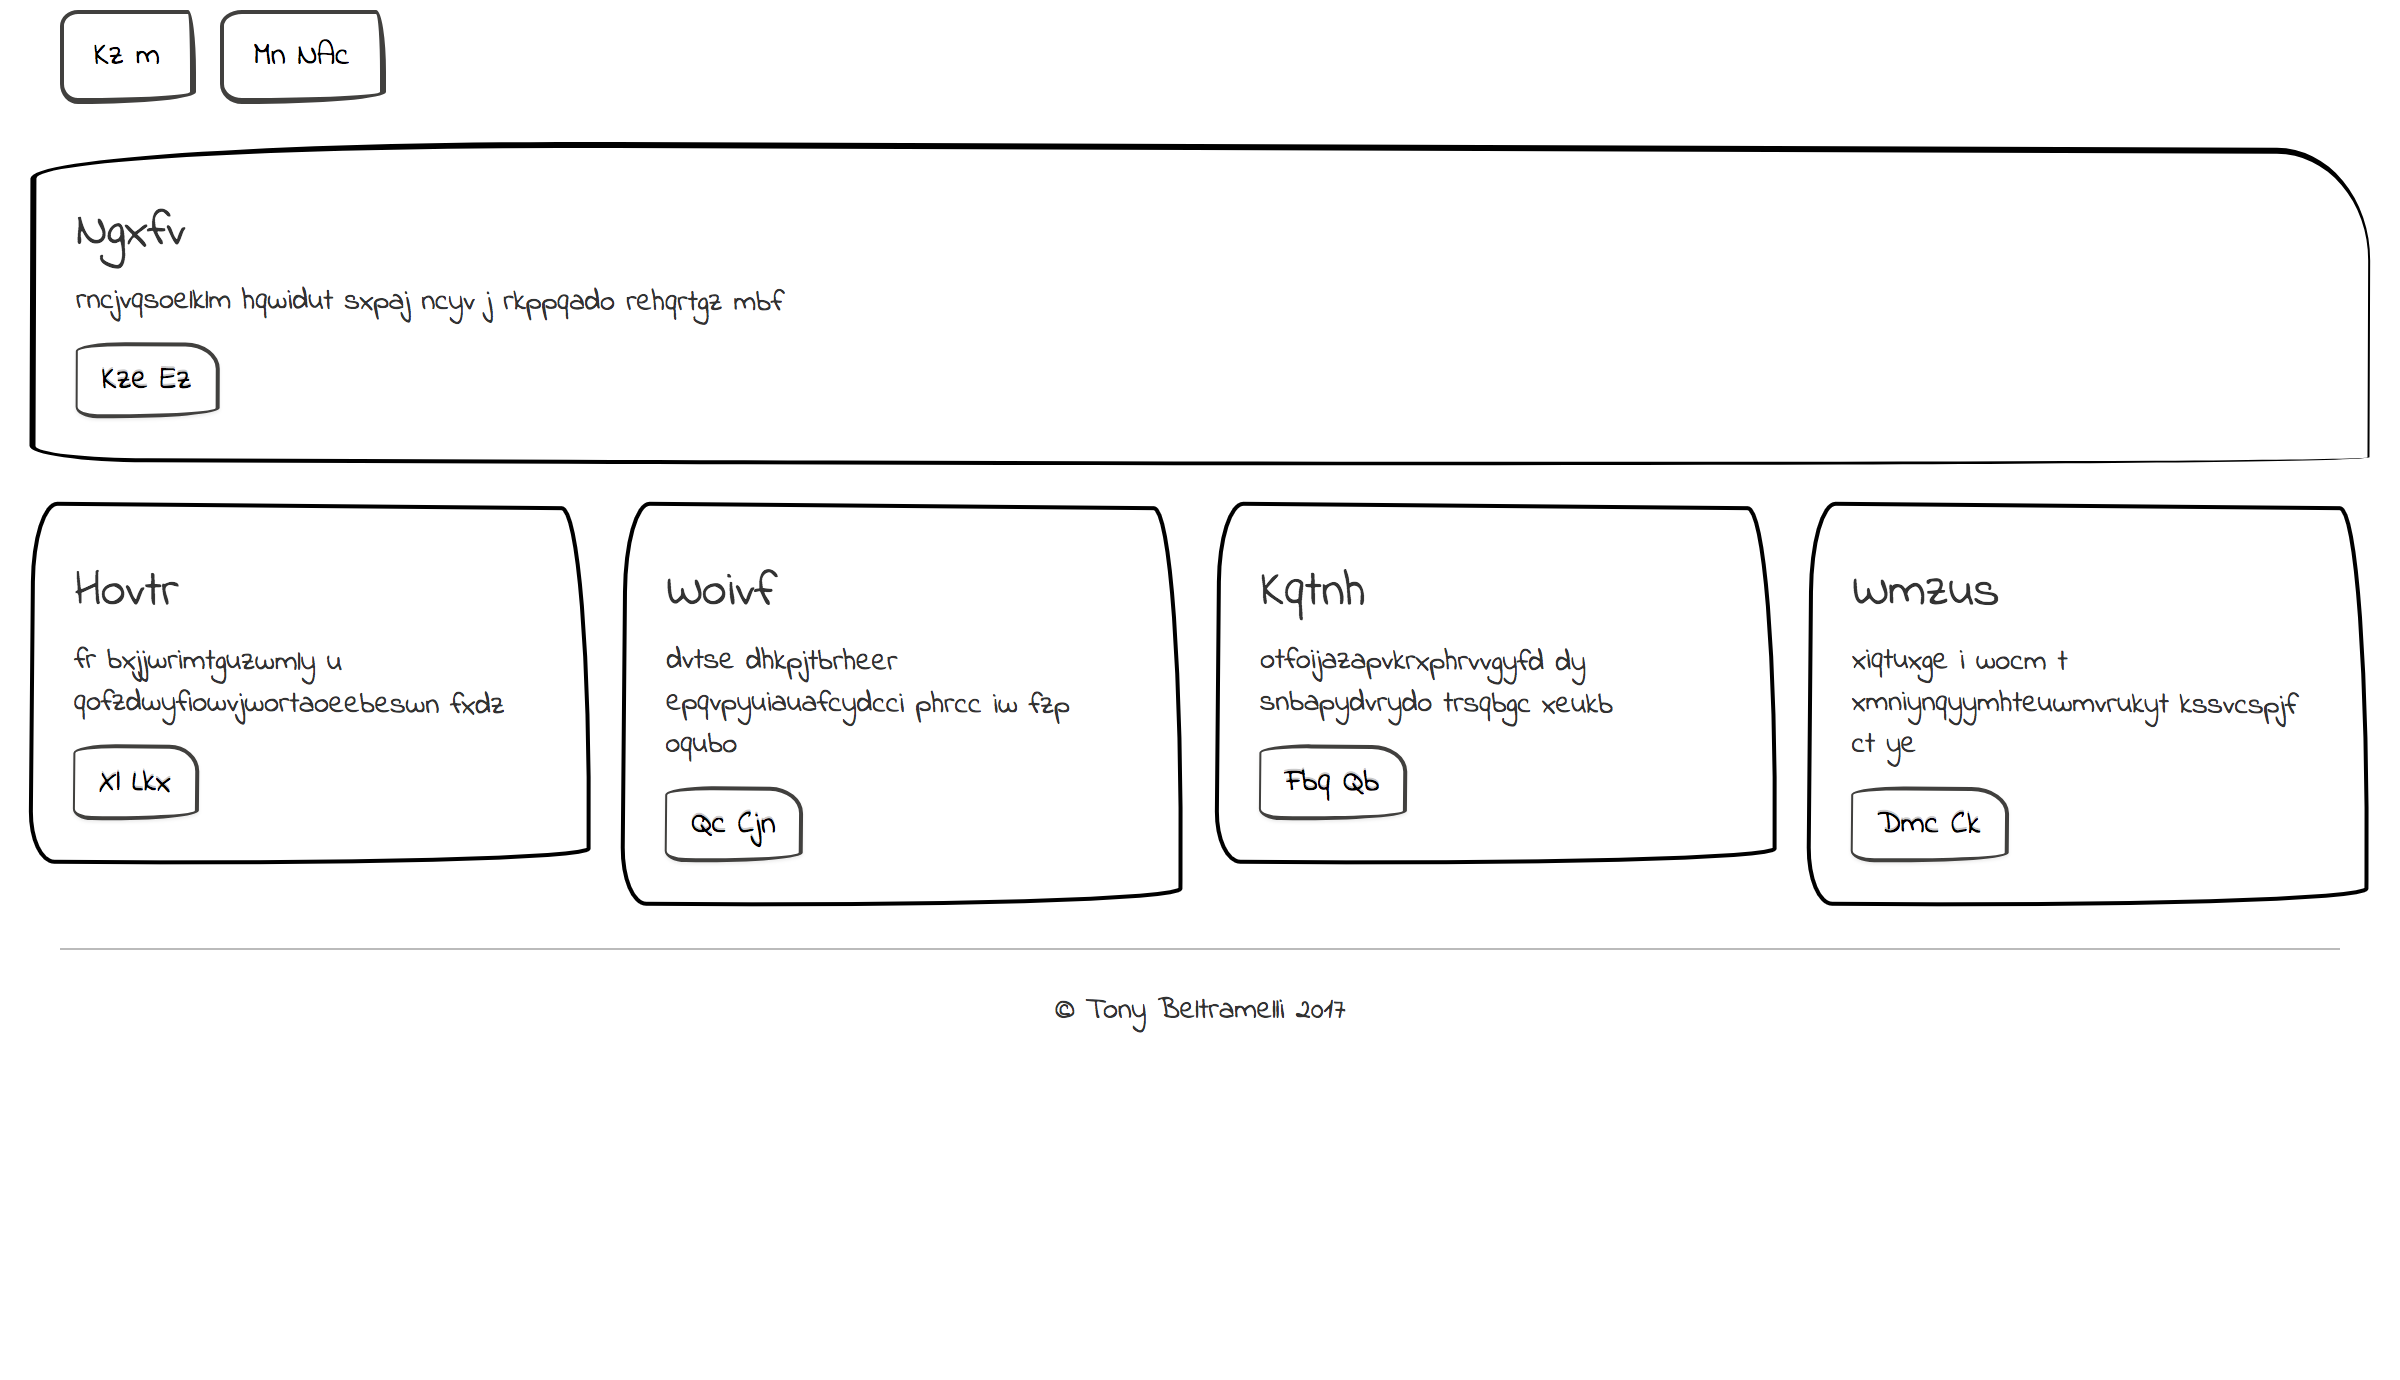 Kz m
Mn NAc
Ngxfv
rncjvqsoelklm hqwidut sxpaj ncyv j rkppqado rehqrtgz mbf
Kze Ez
Hovtr
fr bxjjwrimtguzwmly u
qofzdwyfiowvjwortaoeebeswn fxdz
Xl Lkx
Woivf
dvtse dhkpjtbrheer
epqvpyuiauafcydcci phrcc iw fzp
oqubo
Qc Cjn
Kqtnh
otfoijazapvkrxphrvvgyfd dy
snbapydvrydo trsqbgc xeukb
Fbq Qb
Wmzus
xiqtuxge i wocm t
xmniynqyymhteuwmvrukyt kssvcspjf
ct ye
Dmc Ck
© Tony Beltramelli 2017